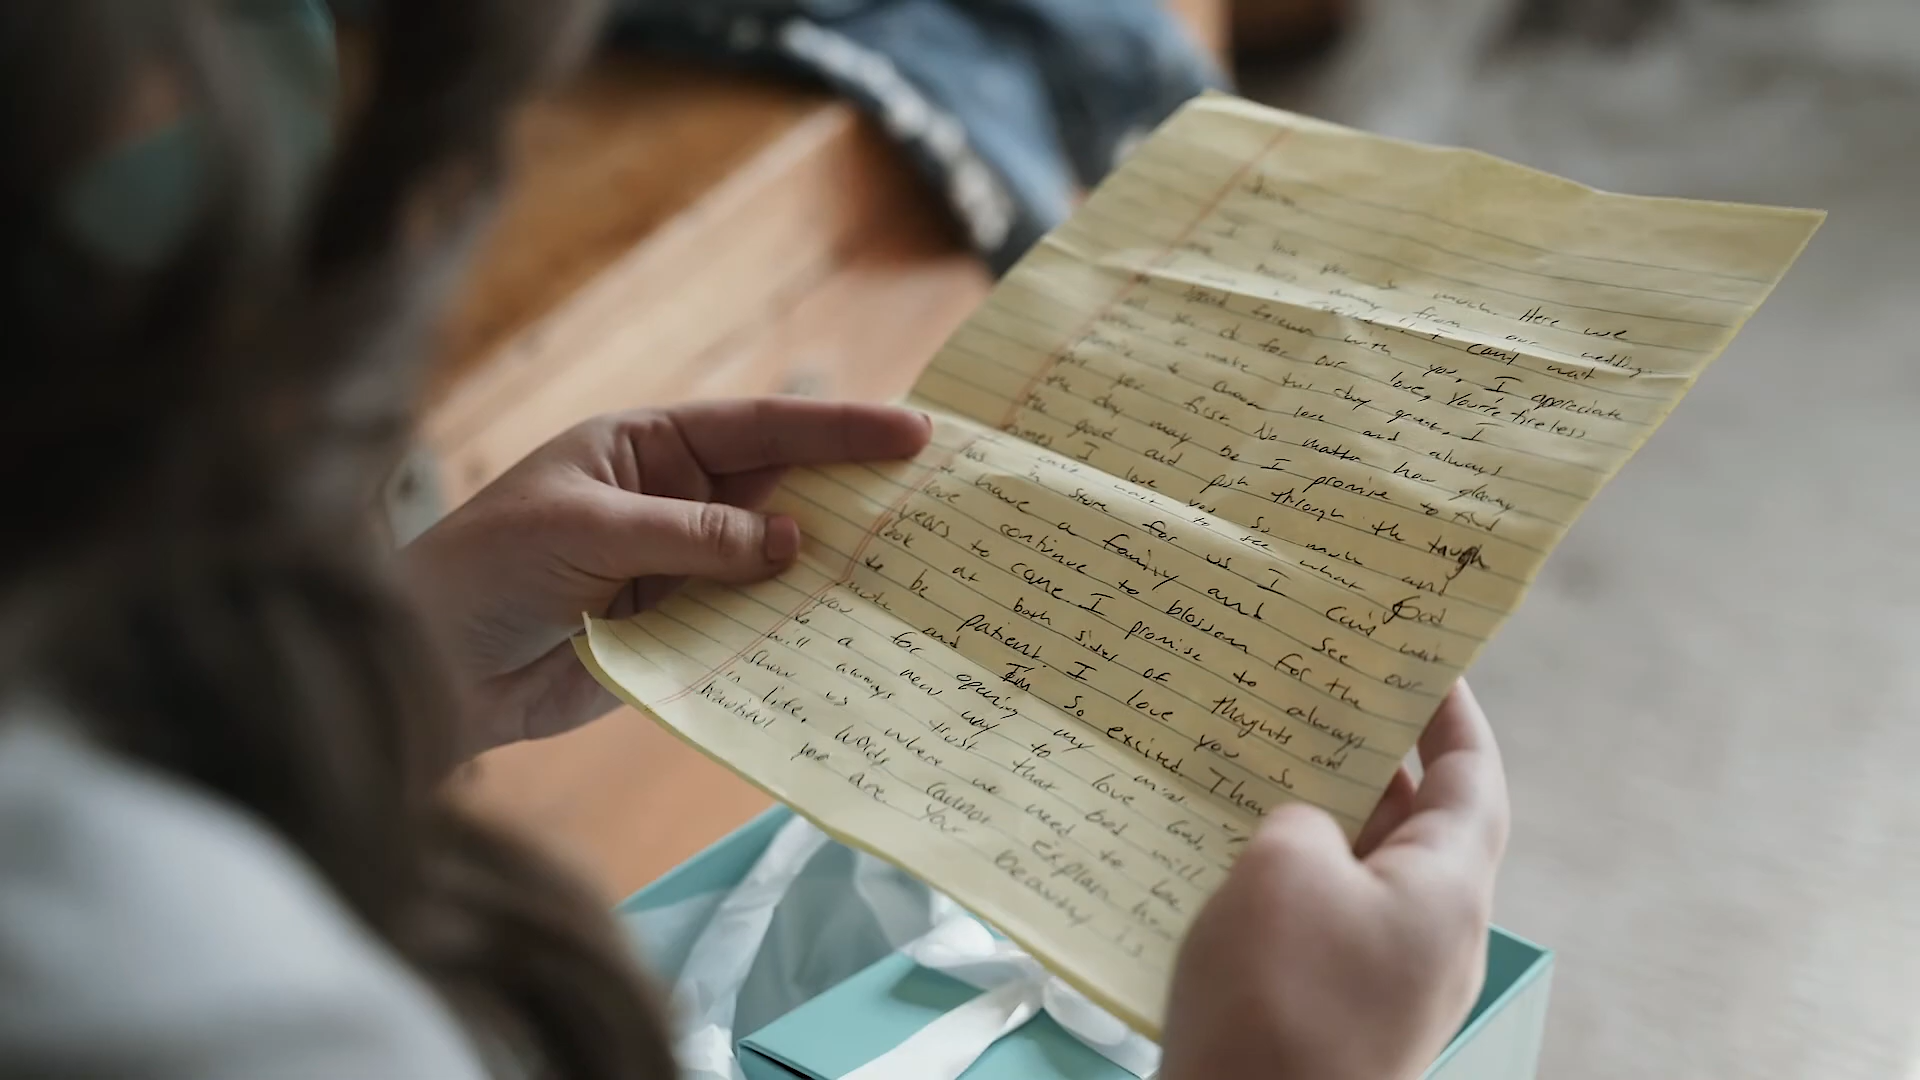 I love you so much. Here we
are hours away from our wedding.
I can't wait
spend forever with you, I appreciate
all you do for our love, You're tireless
to make this day great, I
promise to choose love and always
put you first. No matter how gloomy
the day may be I promise to find
the good and push through the tough
times I love you so much and
can't wait to see what God
has in store for us I can't wait
to have a family and see our
love continue to blossom for the
years to come I promise to always
look at both sides of thoughts and
to be patient. I love you so
much and I'm so excited. Thank
you for opening my mind
to a new way to love God, I
will always trust that God will
show us where we need to be
in life. Words cannot explain how
beautiful you are. Your beauty is